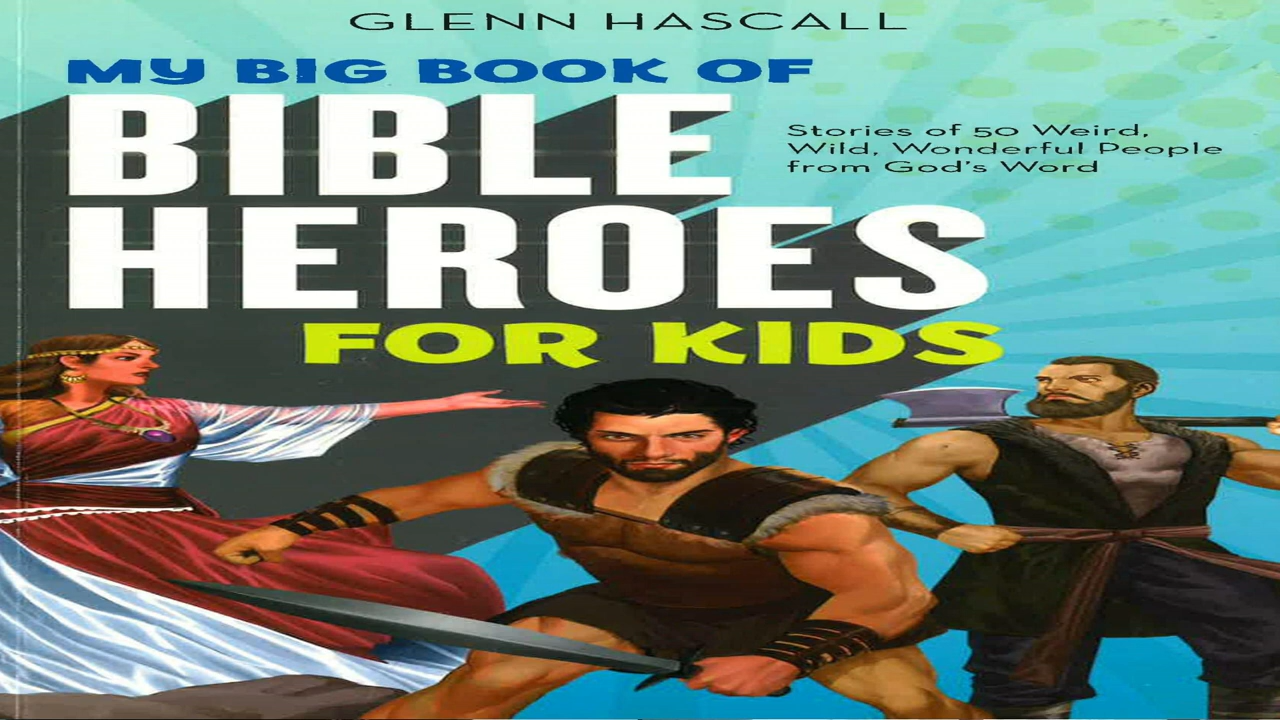 GLENN HASCALL
MY BIG BOOK OF
BIBLE
HEROES
FOR KIDS
Stories of 50 Weird,
Wild, Wonderful People
from God's Word